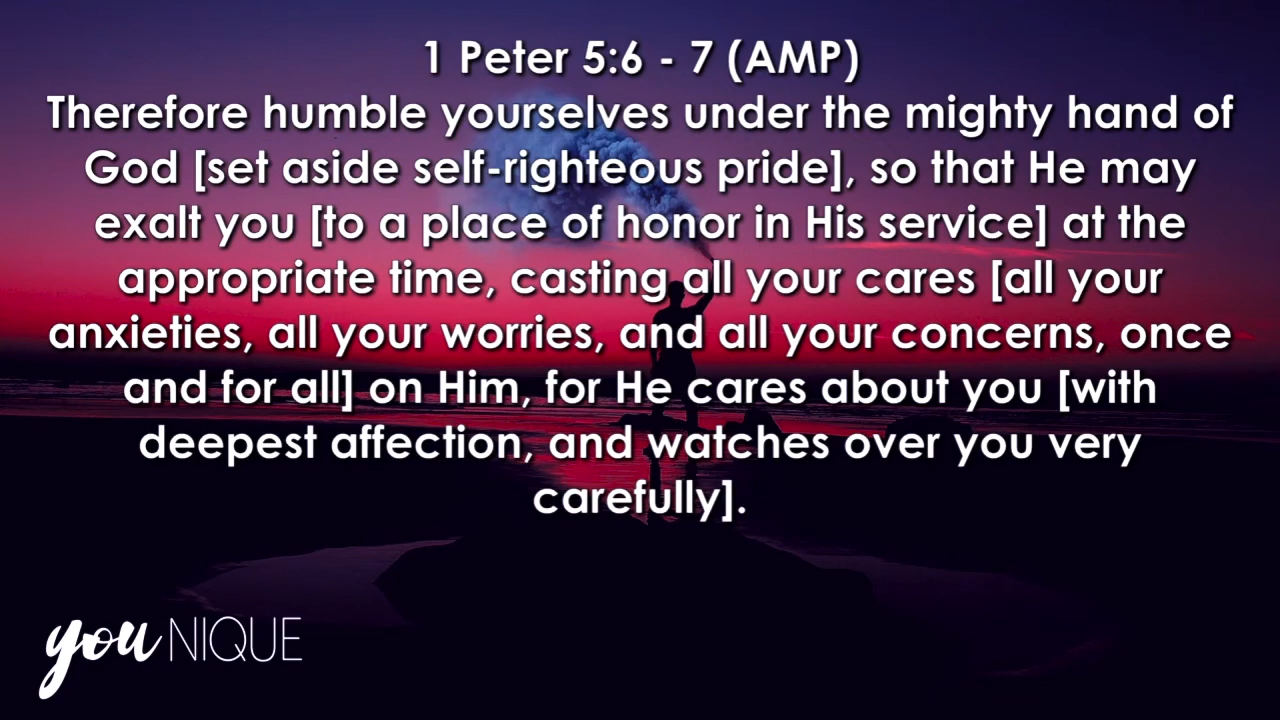 1 Peter 5:6 - 7 (AMP)
Therefore humble yourselves under the mighty hand of
God [set aside self-righteous pride], so that He may
exalt you [to a place of honor in His service] at the
appropriate time, casting all your cares [all your
anxieties, all your worries, and all your concerns, once
and for all] on Him, for He cares about you [with
deepest affection, and watches over you very
carefully].
you NIQUE